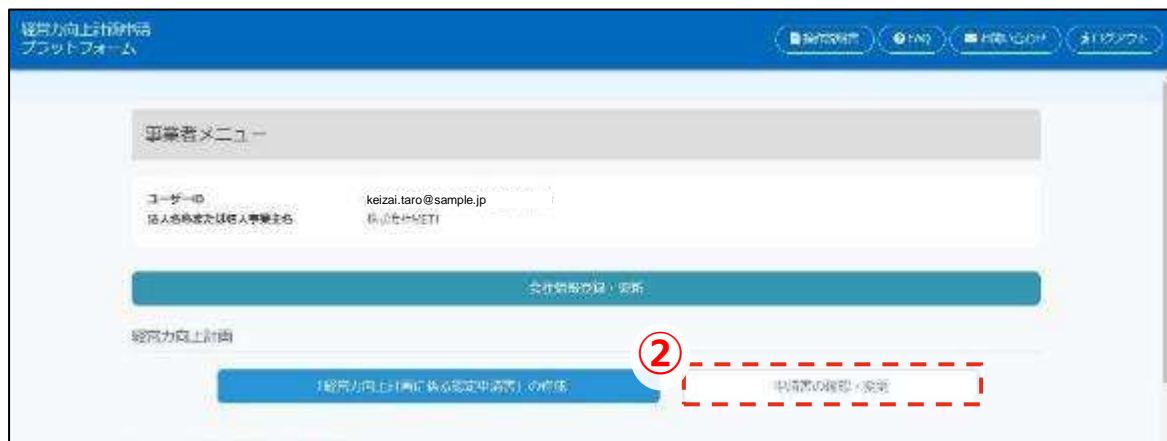 経営力向上計画申請
プラットフォーム
操作説明書
FAQ
お問い合わせ
ログアウト
事業者メニュー
ユーザーID
keizai.taro@sample.jp
法人名称または個人事業主名
株式会社METI
会社情報登録・更新
経営力向上計画
②
「経営力向上計画に係る認定申請書」の作成
申請書の確認・変更